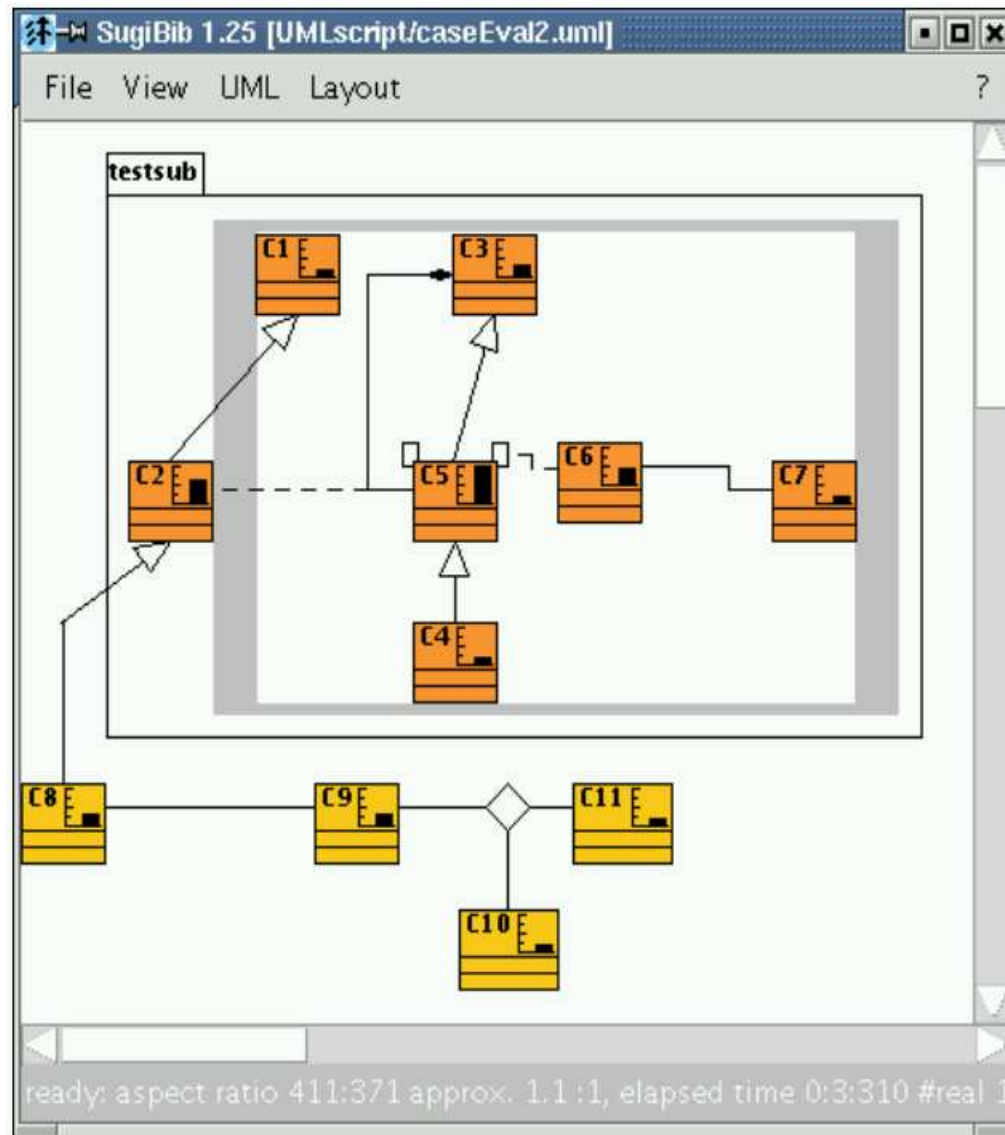 SugiBib 1.25 [UMLscript/caseEval2.uml]
File View UML Layout ?
testsub
C1 C3
C2 C5 C6 C7
C4
C8 C9 C11
C10
ready: aspect ratio 411:371 approx. 1.1 :1, elapsed time 0:3:310 #real 1